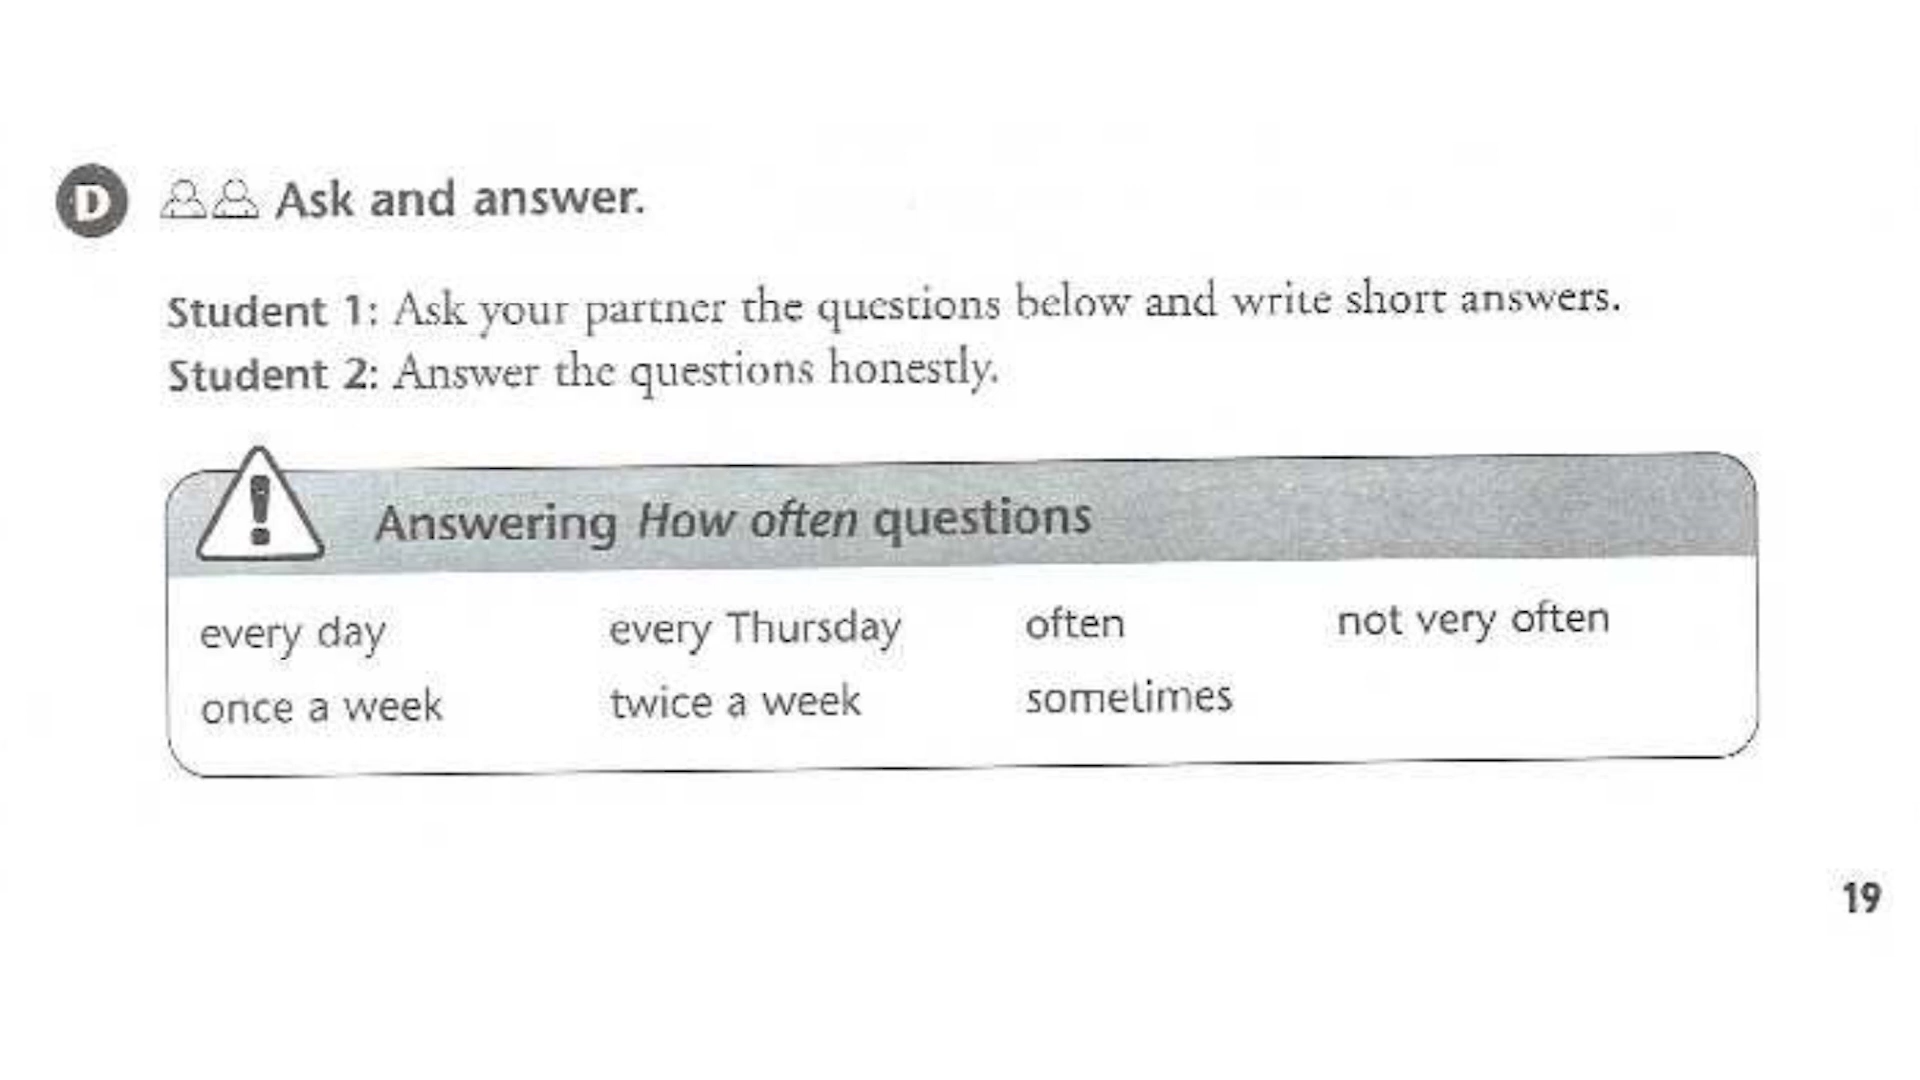 D Ask and answer.
Student 1: Ask your partner the questions below and write short answers.
Student 2: Answer the questions honestly.
! Answering How often questions
every day every Thursday often not very often
once a week twice a week sometimes
19